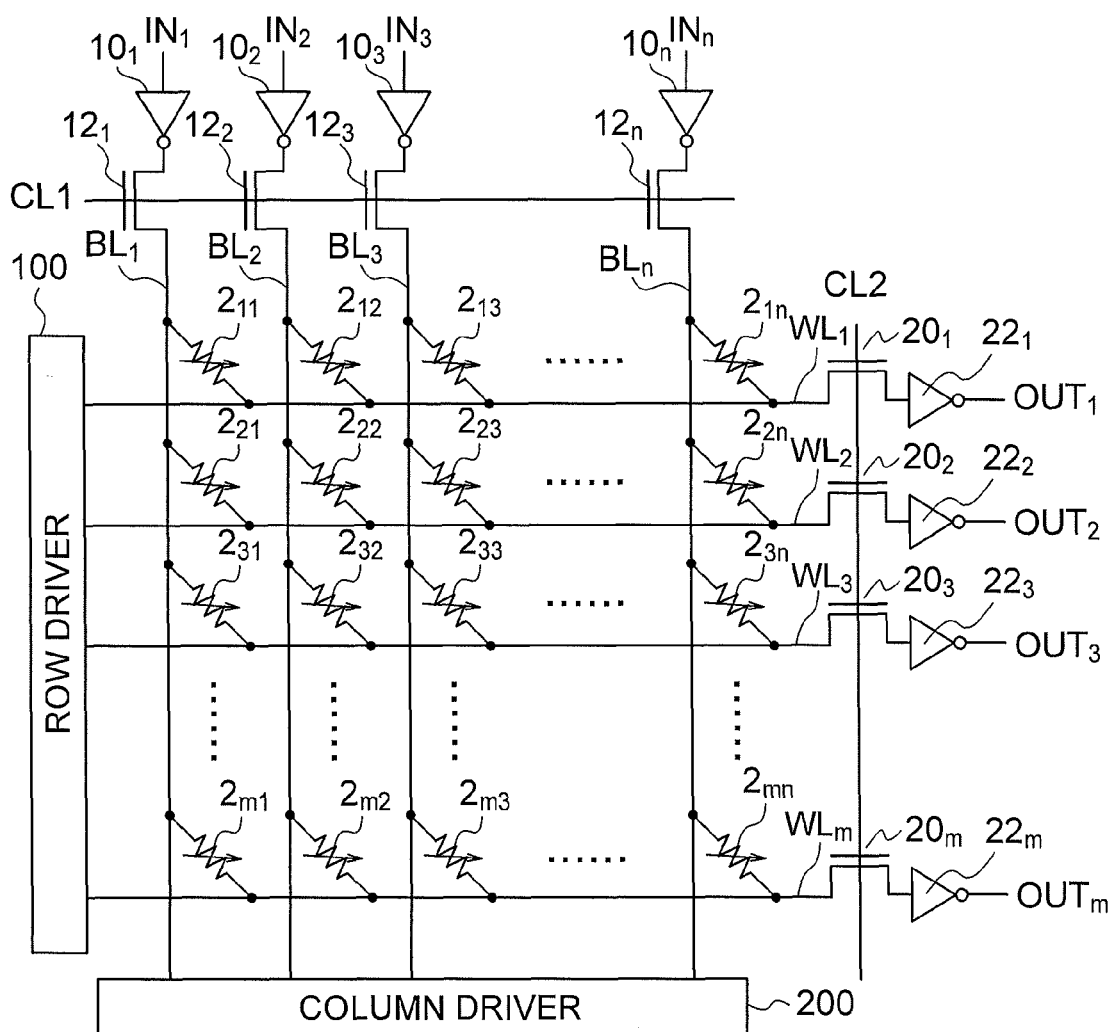 IN₁ IN₂ IN₃ INₙ
10₁ 10₂ 10₃ 10ₙ
12₁ 12₂ 12₃ 12ₙ
CL1
BL₁ BL₂ BL₃ BLₙ
100 CL2
2₁₁ 2₁₂ 2₁₃ 2₁ₙ WL₁ 20₁ 22₁
...... OUT₁
2₂₁ 2₂₂ 2₂₃ 2₂ₙ WL₂ 20₂ 22₂
...... OUT₂
2₃₁ 2₃₂ 2₃₃ 2₃ₙ WL₃ 20₃ 22₃
...... OUT₃
ROW DRIVER
2ₘ₁ 2ₘ₂ 2ₘ₃ 2ₘₙ WLₘ 20ₘ 22ₘ
...... OUTₘ
COLUMN DRIVER 200